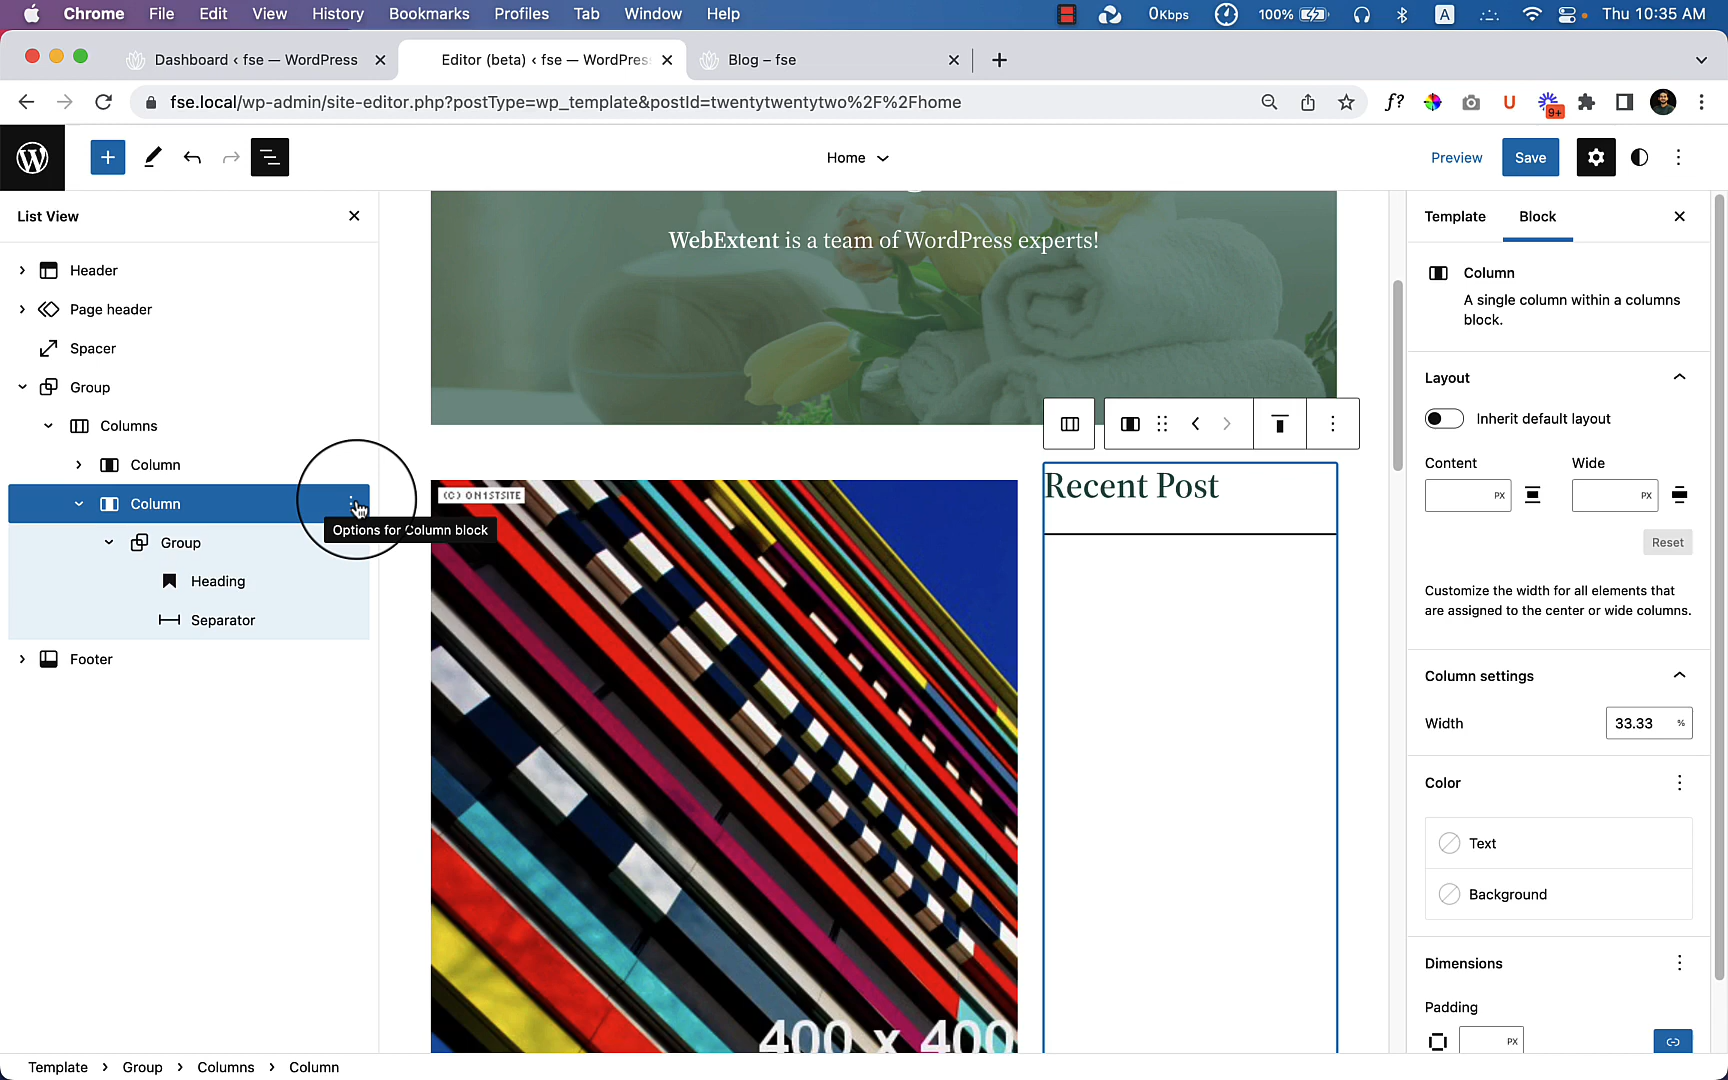 Chrome File Edit View History Bookmarks Profiles Tab Window Help 0Kbps 100% A Thu 10:35 AM
Dashboard ‹ fse — WordPress
Editor (beta) ‹ fse — WordPres
Blog – fse
fse.local/wp-admin/site-editor.php?postType=wp_template&postId=twentytwentytwo%2F%2Fhome
f?
U
9+
Home
Preview
Save
List View
Header
Page header
Spacer
Group
Columns
Column
Column
Options for Column block
Group
Heading
Separator
Footer
WebExtent is a team of WordPress experts!
(C) ON1STSITE
400 x 400
Recent Post
Template Block
Column
A single column within a columns
block.
Layout
Inherit default layout
Content Wide
PX PX
Reset
Customize the width for all elements that
are assigned to the center or wide columns.
Column settings
Width 33.33 %
Color
Text
Background
Dimensions
Padding
PX
Template › Group › Columns › Column